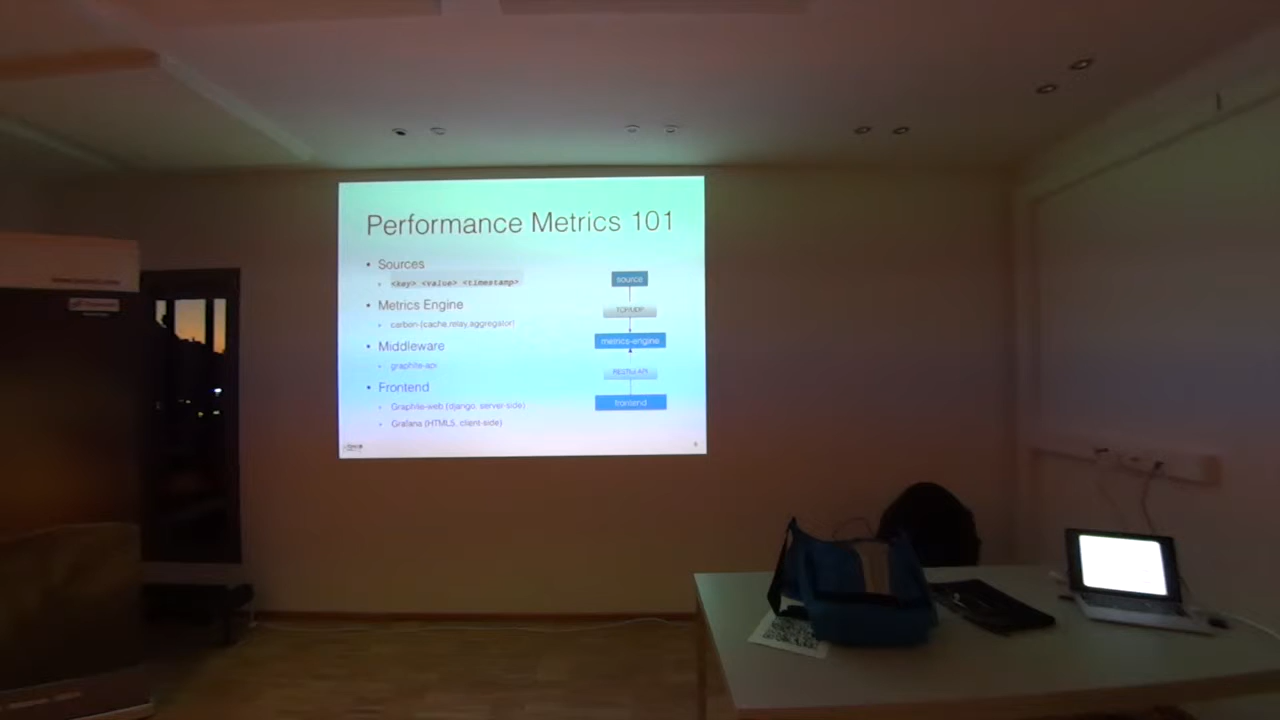 Performance Metrics 101
• Sources
• <key> <value> <timestamp>
• Metrics Engine
• carbon-{cache,relay,aggregator}
• Middleware
• graphite-api
• Frontend
• Graphite-web (django, server-side)
• Grafana (HTML5, client-side)
source
TCP/UDP
metrics-engine
RESTful API
frontend